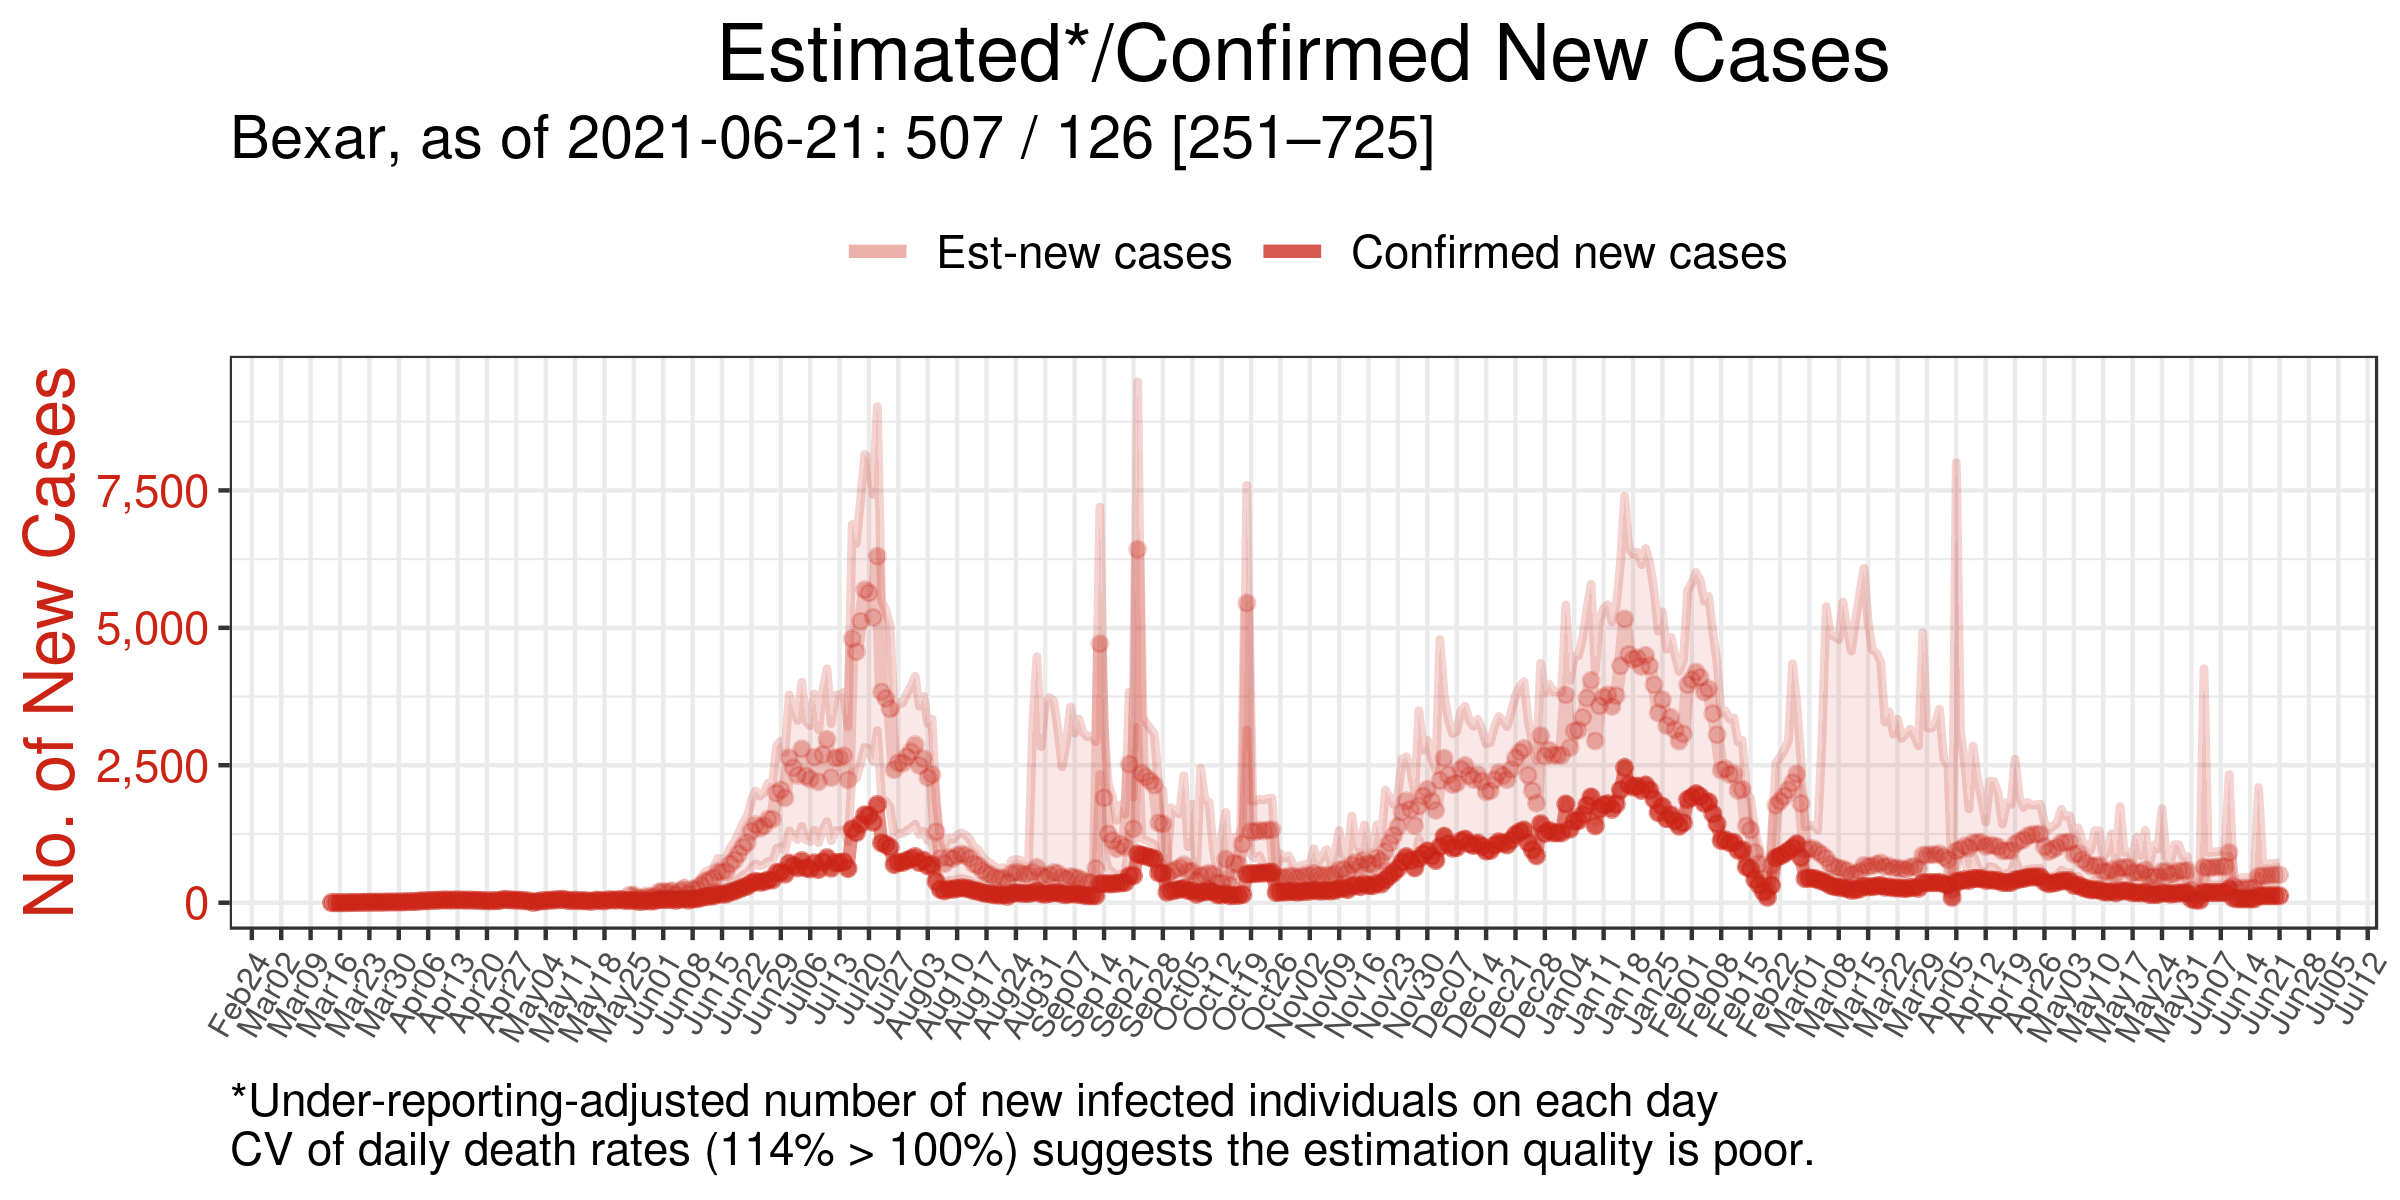 Estimated*/Confirmed New Cases
Bexar, as of 2021-06-21: 507 / 126 [251–725]
Est-new cases
Confirmed new cases
No. of New Cases
7,500
5,000
2,500
0
Feb24
Mar02
Mar09
Mar16
Mar23
Mar30
Apr06
Apr13
Apr20
Apr27
May04
May11
May18
May25
Jun01
Jun08
Jun15
Jun22
Jun29
Jul06
Jul13
Jul20
Jul27
Aug03
Aug10
Aug17
Aug24
Aug31
Sep07
Sep14
Sep21
Sep28
Oct05
Oct12
Oct19
Oct26
Nov02
Nov09
Nov16
Nov23
Nov30
Dec07
Dec14
Dec21
Dec28
Jan04
Jan11
Jan18
Jan25
Feb01
Feb08
Feb15
Feb22
Mar01
Mar08
Mar15
Mar22
Mar29
Apr05
Apr12
Apr19
Apr26
May03
May10
May17
May24
May31
Jun07
Jun14
Jun21
Jun28
Jul05
Jul12
*Under-reporting-adjusted number of new infected individuals on each day
CV of daily death rates (114% > 100%) suggests the estimation quality is poor.